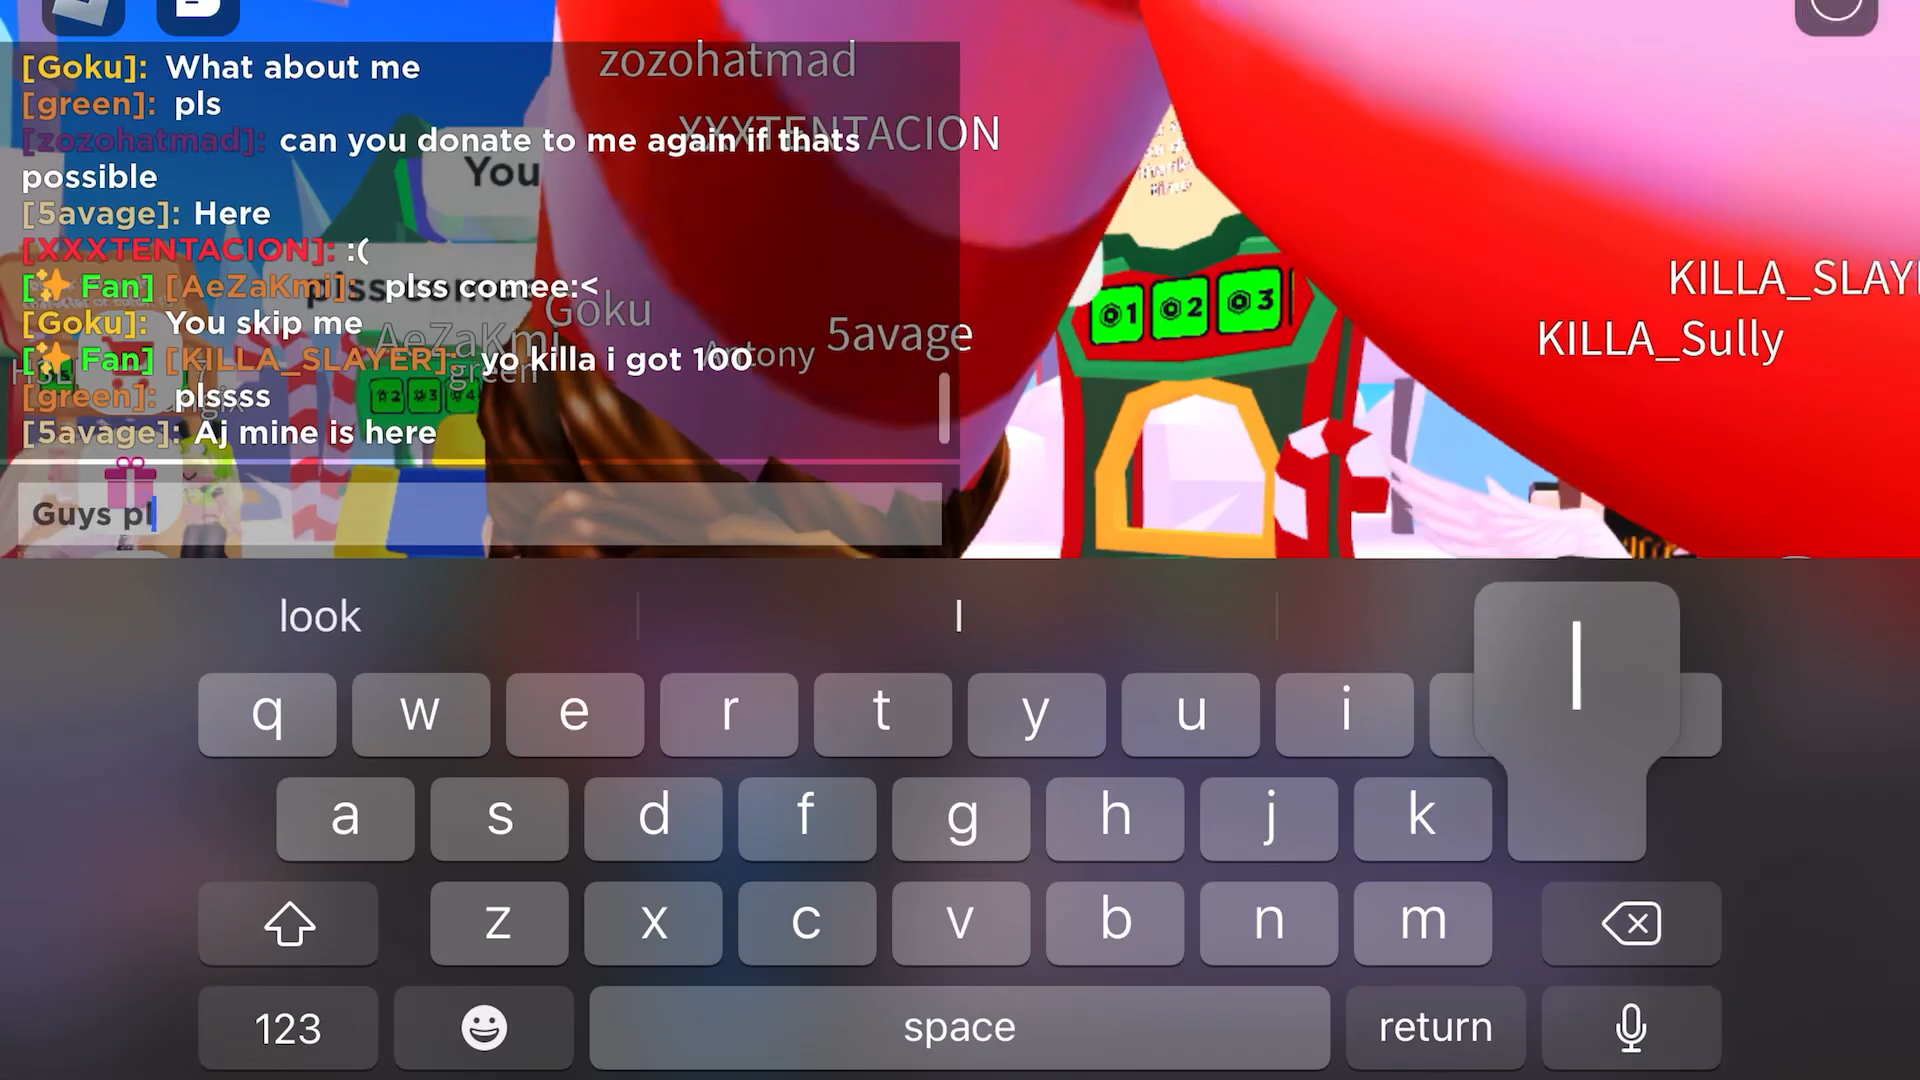 [Goku]: What about me
[green]: pls
[zozohatmad]: can you donate to me again if thats
possible
[5avage]: Here
[XXXTENTACION]: :(
[✨ Fan] [AeZaKmi]: plss comee:<
[Goku]: You skip me
[✨ Fan] [KILLA_SLAYER]: yo killa i got 100
[green]: plssss
[5avage]: Aj mine is here
Guys pl
zozohatmad
XXXTENTACION
You
Goku
AeZaKmi
green
Antony
5avage
2 3 4
1 2 3
KILLA_SLAY
KILLA_Sully
look
l
l
q w e r t y u i
a s d f g h j k
z x c v b n m
123 space return